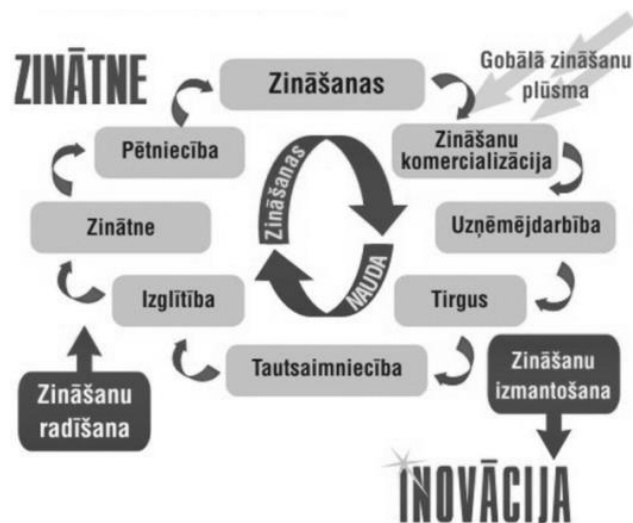 ZINĀTNE
Zināšanas
Gobālā zināšanu
plūsma
Pētniecība
Zināšanu
komercializācija
Zināšanas
Zinātne
Uzņēmējdarbība
NAUDA
Izglītība
Tirgus
Tautsaimniecība
Zināšanu
radīšana
Zināšanu
izmantošana
INOVĀCIJA